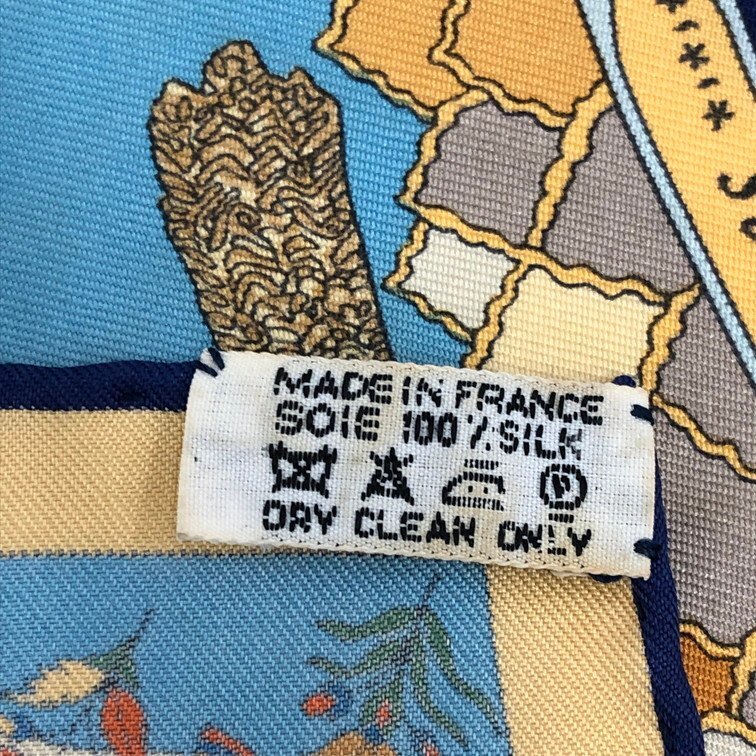 MADE IN FRANCE
SOIE 100% SILK
P
DRY CLEAN ONLY